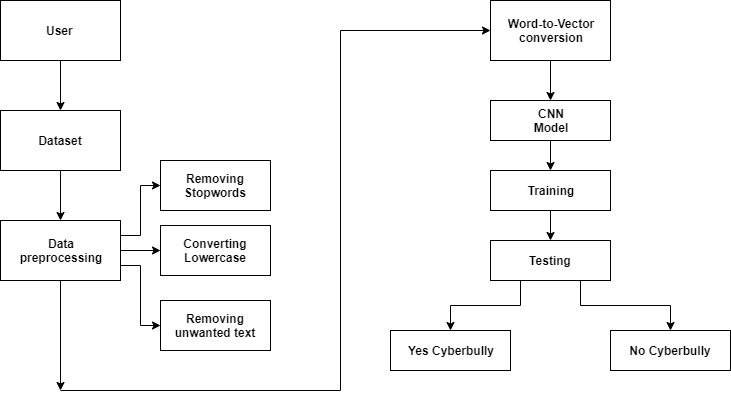 User
Dataset
Data
preprocessing
Removing
Stopwords
Converting
Lowercase
Removing
unwanted text
Word-to-Vector
conversion
CNN
Model
Training
Testing
Yes Cyberbully
No Cyberbully